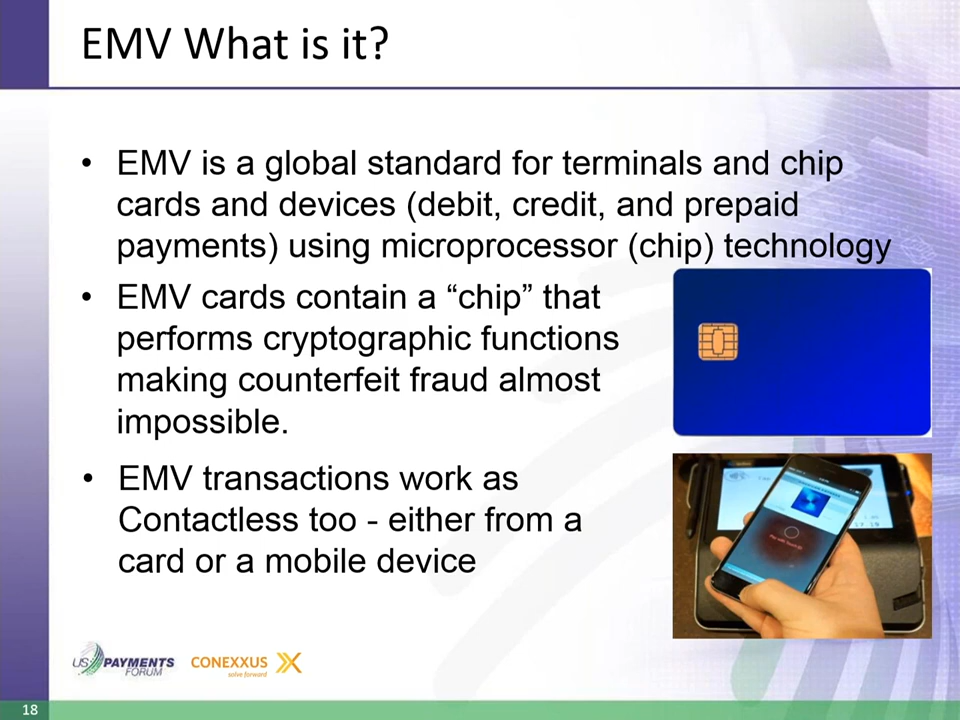 EMV What is it?
• EMV is a global standard for terminals and chip
cards and devices (debit, credit, and prepaid
payments) using microprocessor (chip) technology
• EMV cards contain a “chip” that
performs cryptographic functions
making counterfeit fraud almost
impossible.
• EMV transactions work as
Contactless too - either from a
card or a mobile device
US PAYMENTS
FORUM
CONEXXUS
solve forward
18